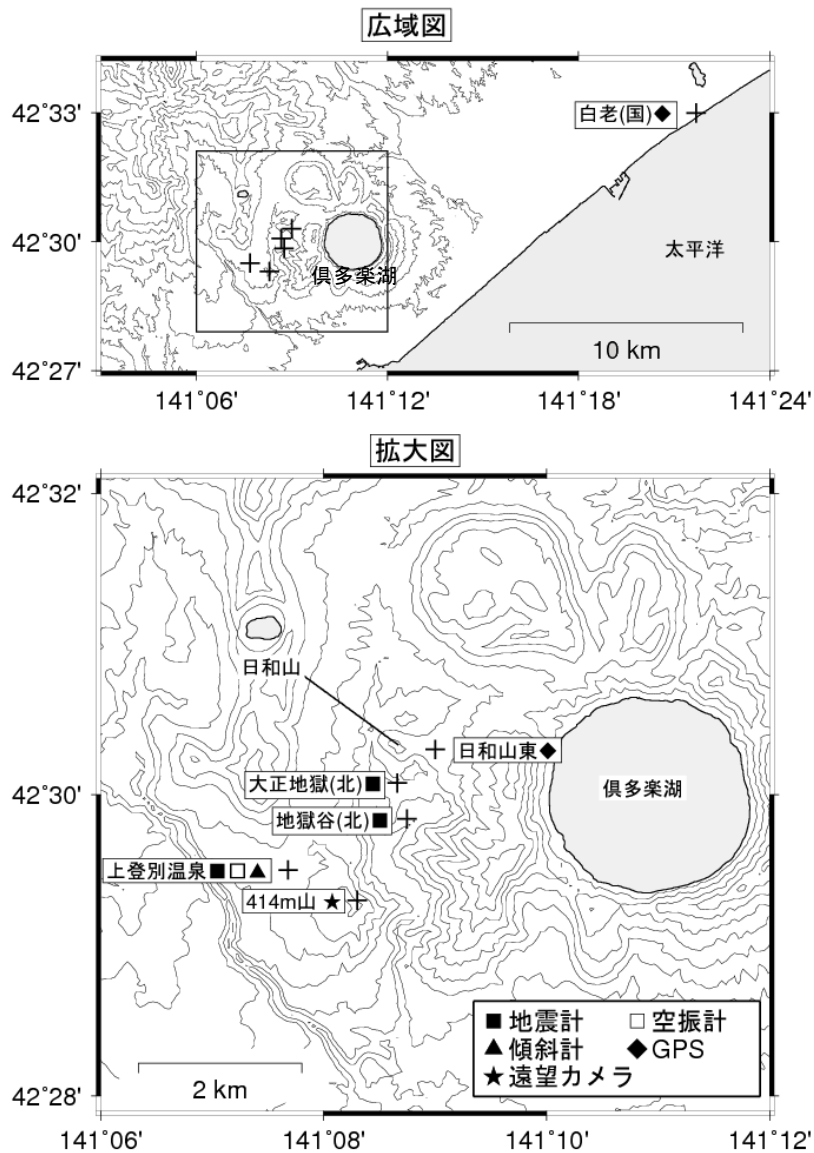 広域図
42°33'
白老(国)◆
42°30'
太平洋
倶多楽湖
10 km
42°27'
141°06'
141°12'
141°18'
141°24'
拡大図
42°32'
日和山
日和山東◆
大正地獄(北)■
倶多楽湖
42°30'
地獄谷(北)■
上登別温泉■□▲
414m山 ★
■地震計 □空振計
▲傾斜計 ◆GPS
★遠望カメラ
2 km
42°28'
141°06'
141°08'
141°10'
141°12'